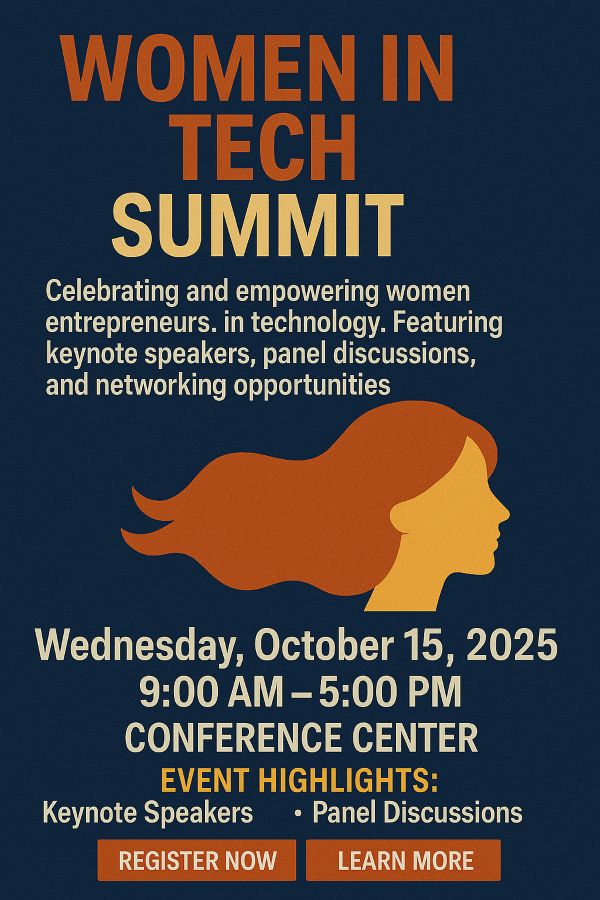 WOMEN IN
TECH
SUMMIT
Celebrating and empowering women
entrepreneurs. in technology. Featuring
keynote speakers, panel discussions,
and networking opportunities
Wednesday, October 15, 2025
9:00 AM – 5:00 PM
CONFERENCE CENTER
EVENT HIGHLIGHTS:
Keynote Speakers • Panel Discussions
REGISTER NOW LEARN MORE